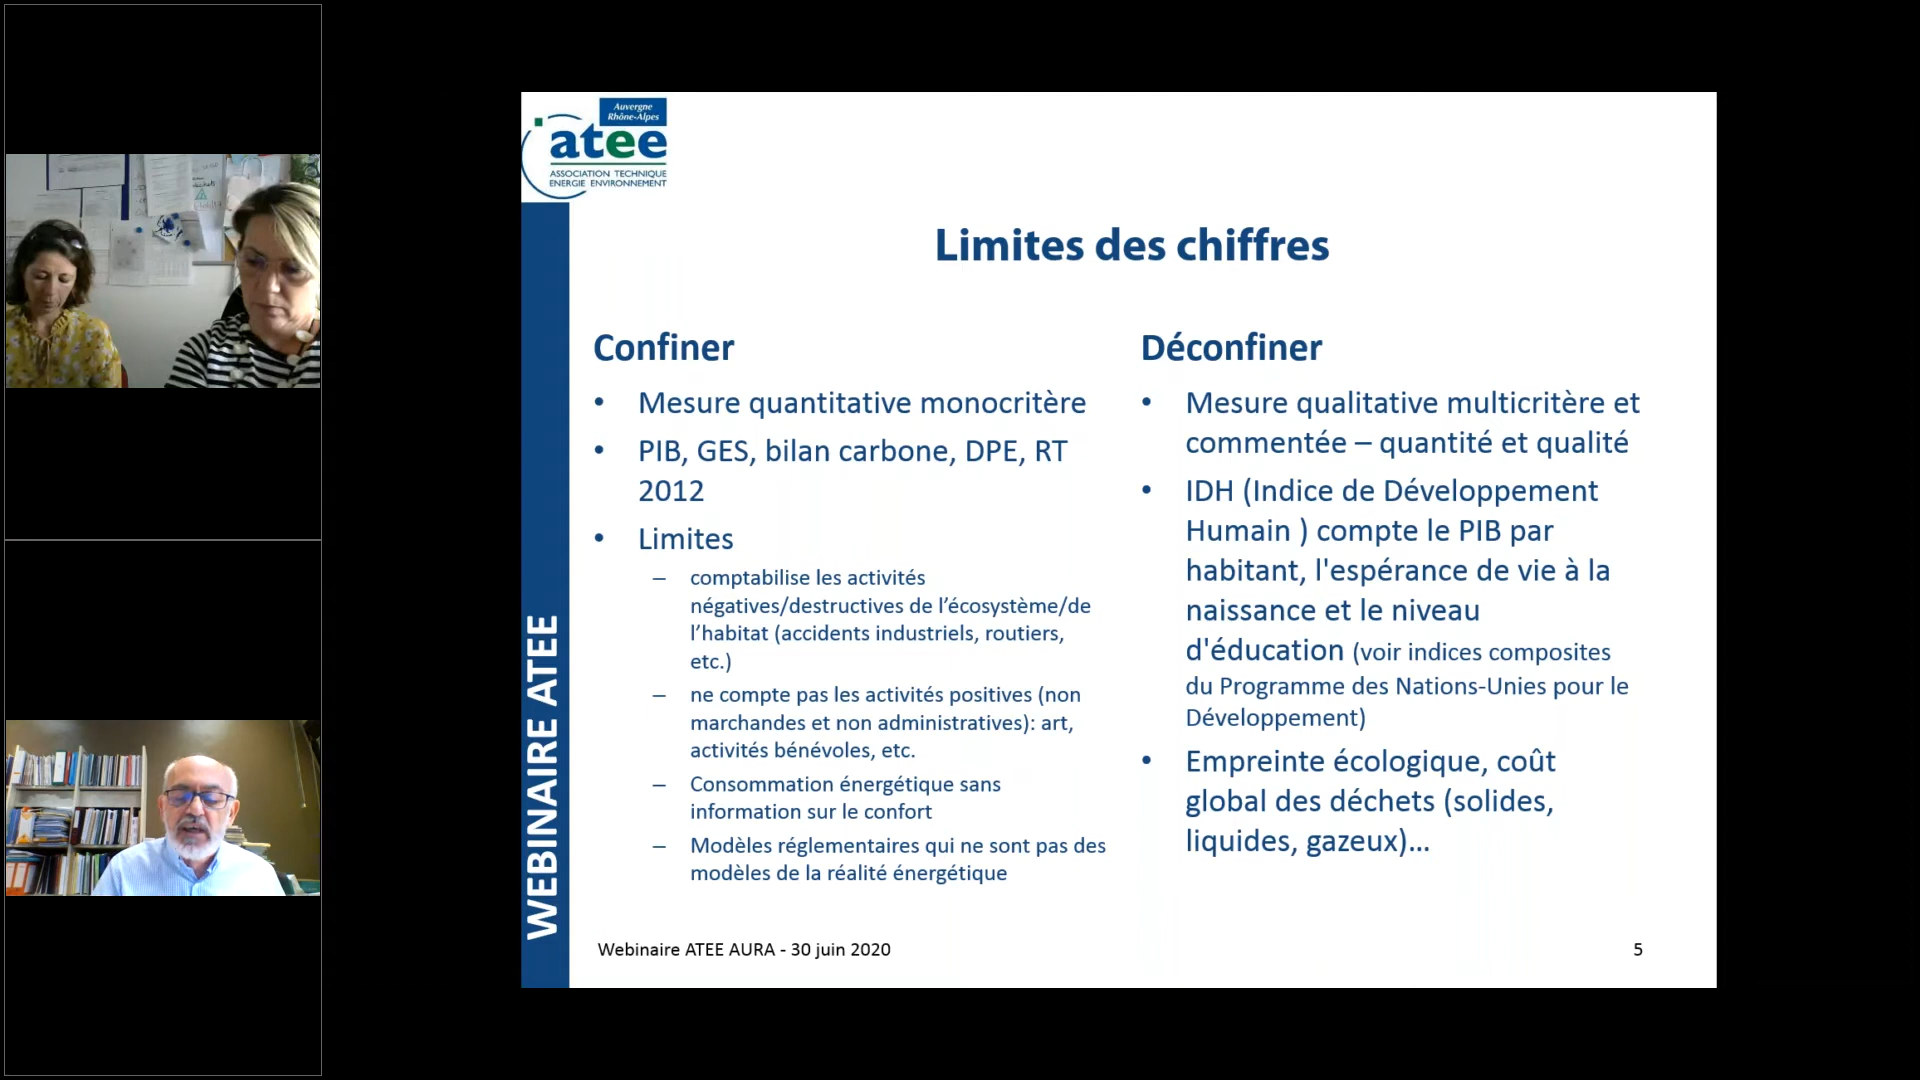 Auvergne
Rhône-Alpes
atee
ASSOCIATION TECHNIQUE
ENERGIE ENVIRONNEMENT
WEBINAIRE ATEE
Limites des chiffres
Confiner
• Mesure quantitative monocritère
• PIB, GES, bilan carbone, DPE, RT
2012
• Limites
– comptabilise les activités
négatives/destructives de l’écosystème/de
l’habitat (accidents industriels, routiers,
etc.)
– ne compte pas les activités positives (non
marchandes et non administratives): art,
activités bénévoles, etc.
– Consommation énergétique sans
information sur le confort
– Modèles réglementaires qui ne sont pas des
modèles de la réalité énergétique
Déconfiner
• Mesure qualitative multicritère et
commentée – quantité et qualité
• IDH (Indice de Développement
Humain ) compte le PIB par
habitant, l'espérance de vie à la
naissance et le niveau
d'éducation (voir indices composites
du Programme des Nations-Unies pour le
Développement)
• Empreinte écologique, coût
global des déchets (solides,
liquides, gazeux)…
Webinaire ATEE AURA - 30 juin 2020
5